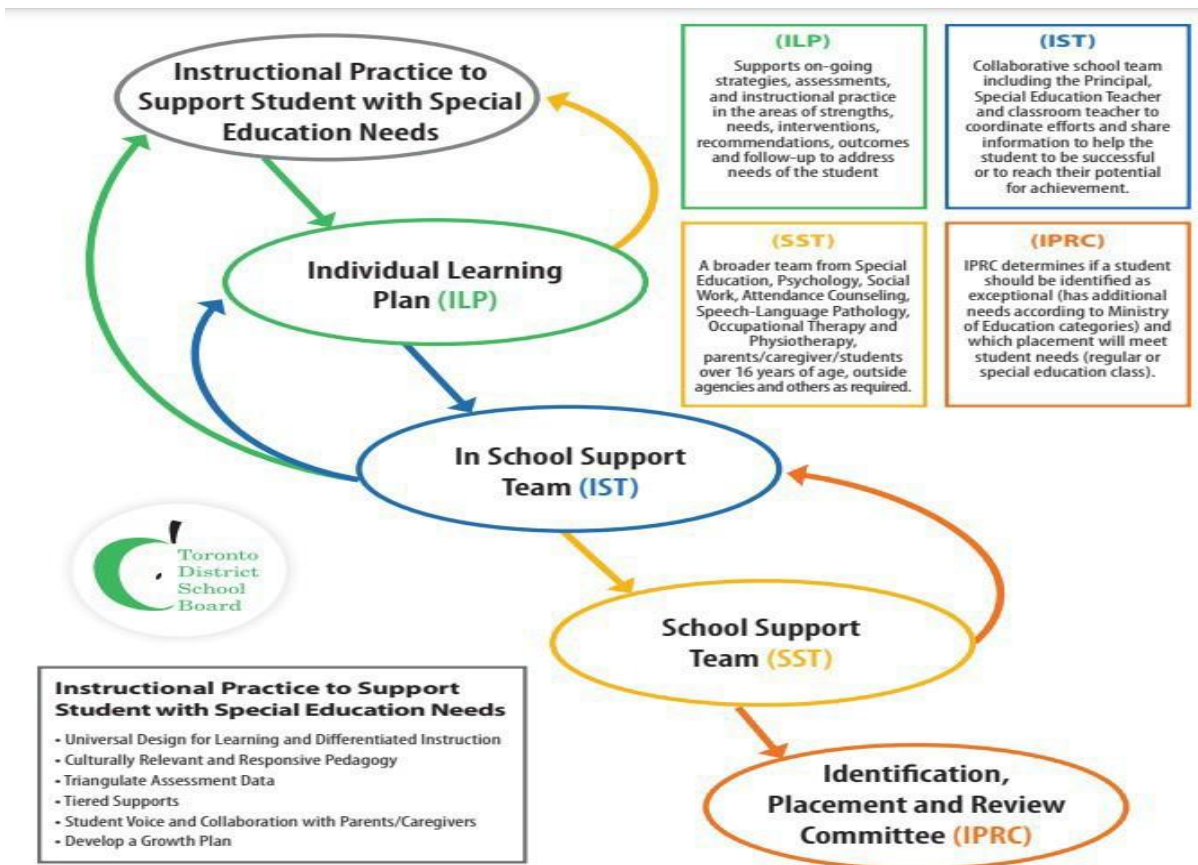 Instructional Practice to
Support Student with Special
Education Needs
Individual Learning
Plan (ILP)
In School Support
Team (IST)
School Support
Team (SST)
Identification,
Placement and Review
Committee (IPRC)
(ILP)
Supports on-going
strategies, assessments,
and instructional practice
in the areas of strengths,
needs, interventions,
recommendations, outcomes
and follow-up to address
needs of the student
(IST)
Collaborative school team
including the Principal,
Special Education Teacher
and classroom teacher to
coordinate efforts and share
information to help the
student to be successful
or to reach their potential
for achievement.
(SST)
A broader team from Special
Education, Psychology, Social
Work, Attendance Counseling,
Speech-Language Pathology,
Occupational Therapy and
Physiotherapy,
parents/caregiver/students
over 16 years of age, outside
agencies and others as required.
(IPRC)
IPRC determines if a student
should be identified as
exceptional (has additional
needs according to Ministry
of Education categories) and
which placement will meet
student needs (regular or
special education class).
Toronto
District
School
Board
Instructional Practice to Support
Student with Special Education Needs
• Universal Design for Learning and Differentiated Instruction
• Culturally Relevant and Responsive Pedagogy
• Triangulate Assessment Data
• Tiered Supports
• Student Voice and Collaboration with Parents/Caregivers
• Develop a Growth Plan